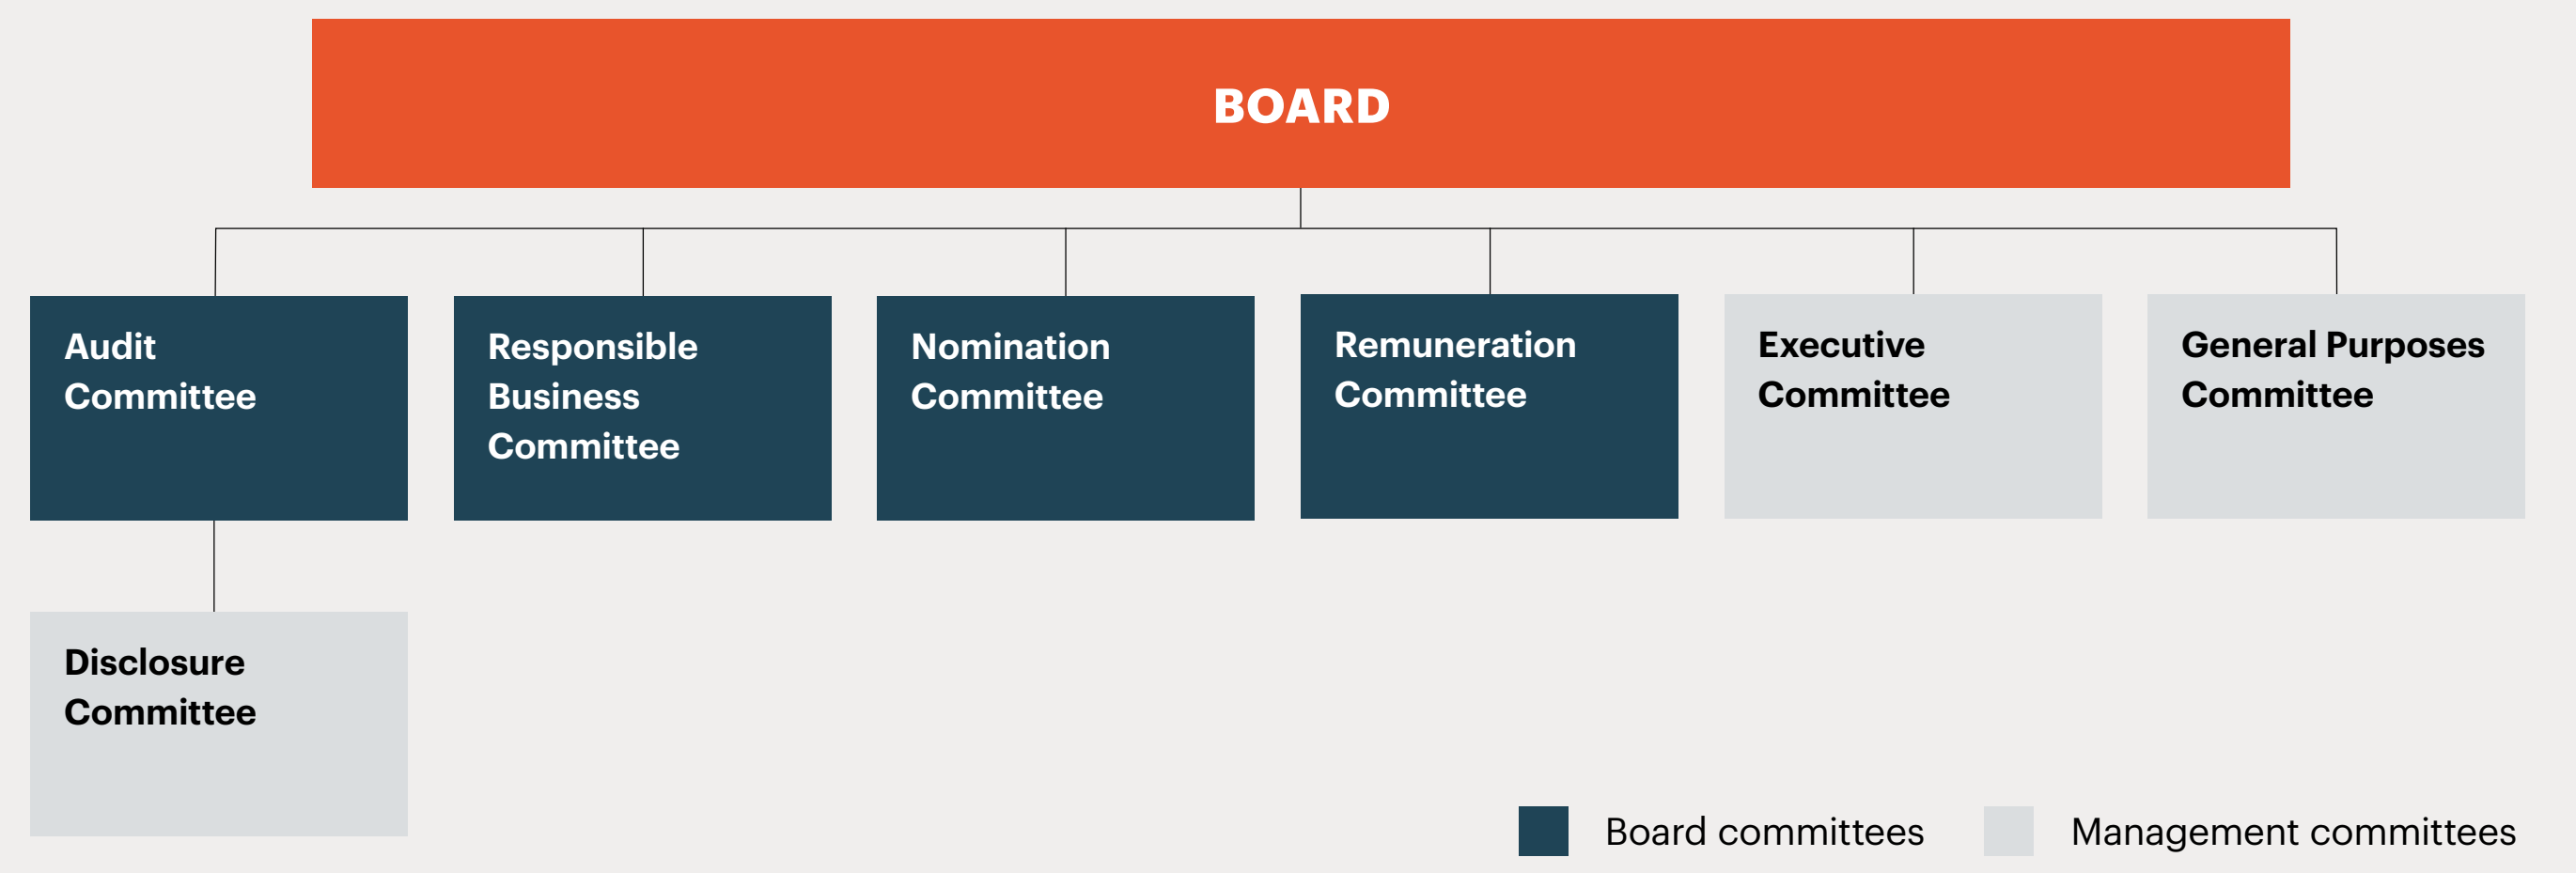 BOARD
Audit
Committee
Responsible
Business
Committee
Nomination
Committee
Remuneration
Committee
Executive
Committee
General Purposes
Committee
Disclosure
Committee
Board committees
Management committees